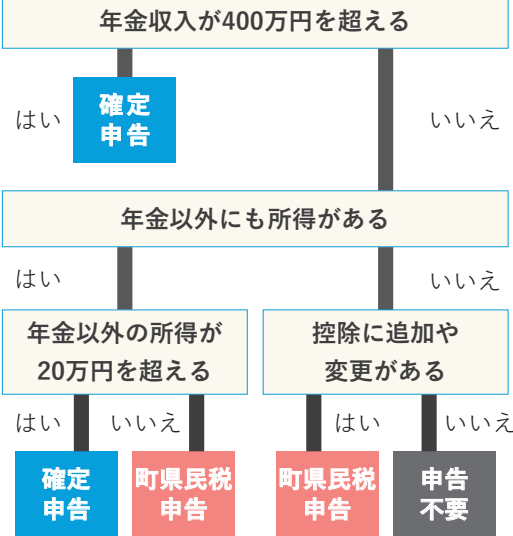 年金収入が400万円を超える
はい
確定
申告
いいえ
年金以外にも所得がある
はい
いいえ
年金以外の所得が
20万円を超える
控除に追加や
変更がある
はい
いいえ
はい
いいえ
確定
申告
町県民税
申告
町県民税
申告
申告
不要